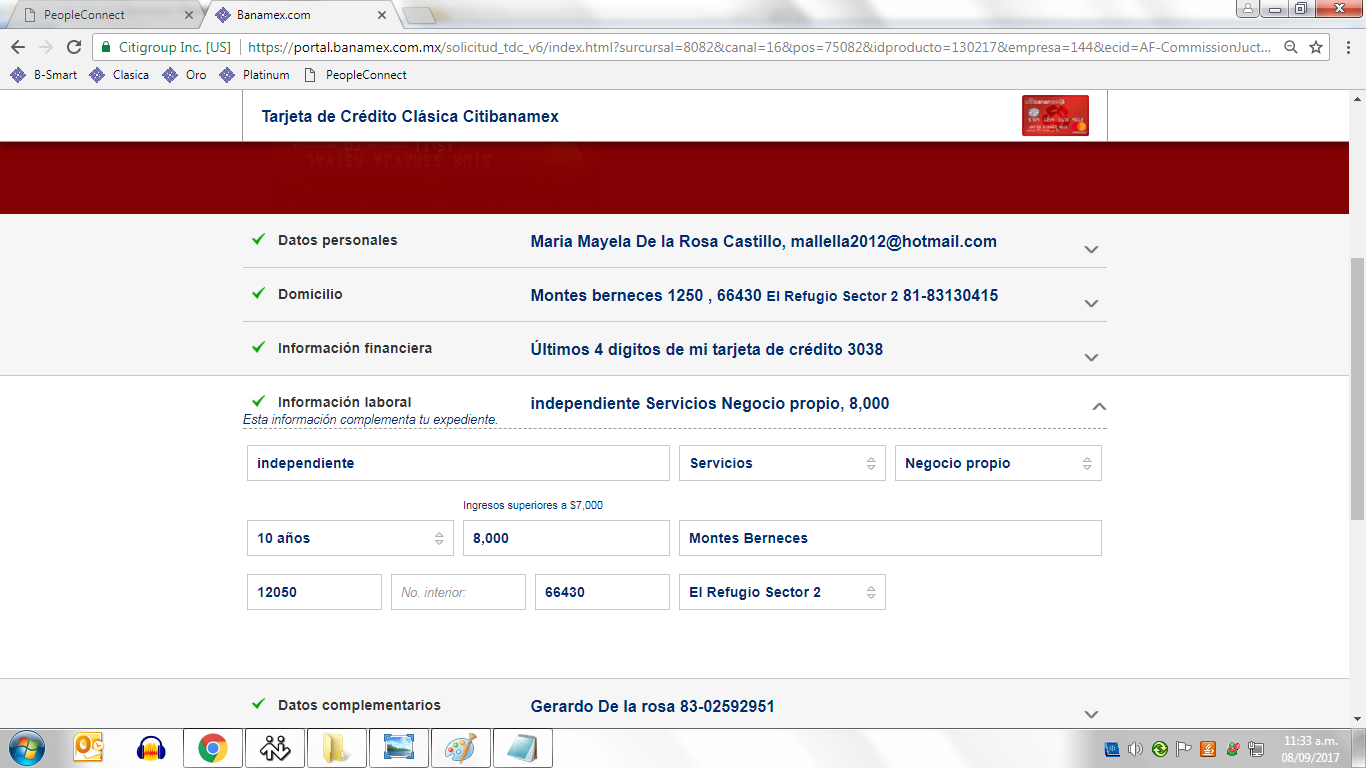 PeopleConnect
Banamex.com
Citigroup Inc. [US]
https://portal.banamex.com.mx/solicitud_tdc_v6/index.html?surcursal=8082&canal=16&pos=75082&idproducto=130217&empresa=144&ecid=AF-CommissionJuct...
B-Smart Clasica Oro Platinum PeopleConnect
Tarjeta de Crédito Clásica Citibanamex
JAVIER ALVAREZ RUIZ
Datos personales Maria Mayela De la Rosa Castillo, mallella2012@hotmail.com
Domicilio Montes berneces 1250 , 66430 El Refugio Sector 2 81-83130415
Información financiera Últimos 4 dígitos de mi tarjeta de crédito 3038
Información laboral independiente Servicios Negocio propio, 8,000
Esta información complementa tu expediente.
independiente Servicios Negocio propio
Ingresos superiores a $7,000
10 años 8,000 Montes Berneces
12050 No. interior: 66430 El Refugio Sector 2
Datos complementarios Gerardo De la rosa 83-02592951
11:33 a.m.
08/09/2017